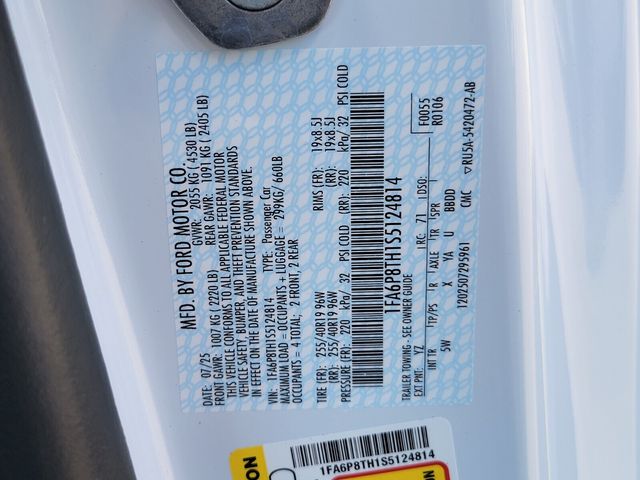 MFD. BY FORD MOTOR CO.
07/25 GVWR: 2055 KG ( 4530 LB)
FRONT GAWR: 1007 KG ( 2220 LB) REAR GAWR: 1091 KG ( 2405 LB)
THIS VEHICLE CONFORMS TO ALL APPLICABLE FEDERAL MOTOR
VEHICLE SAFETY, BUMPER, AND THEFT PREVENTION STANDARDS
IN EFFECT ON THE DATE OF MANUFACTURE SHOWN ABOVE.
VIN: 1FA6P8TH1S5124814 TYPE: Passenger Car
MAXIMUM LOAD = OCCUPANTS + LUGGAGE = 299KG/ 660LB
OCCUPANTS = 4 TOTAL; 2 FRONT, 2 REAR
TIRE (FR): 255/40R19 96W RIMS (FR): 19x8.5J
(RR): 255/40R19 96W (RR): 19x8.5J
PRESSURE (FR): 220 kPa/ 32 PSI COLD (RR): 220 kPa/ 32 PSI COLD
1FA6P8TH1S5124814
TRAILER TOWING - SEE OWNER GUIDE F0055
EXT PNT: YZ RC: 71 DSO: R0106
INT TR TP/PS R AXLE TR SPR
SW X YA U BBDD
120250729596 1 CMC
RU5A-5420472-AB
1FA6P8TH1S5124814